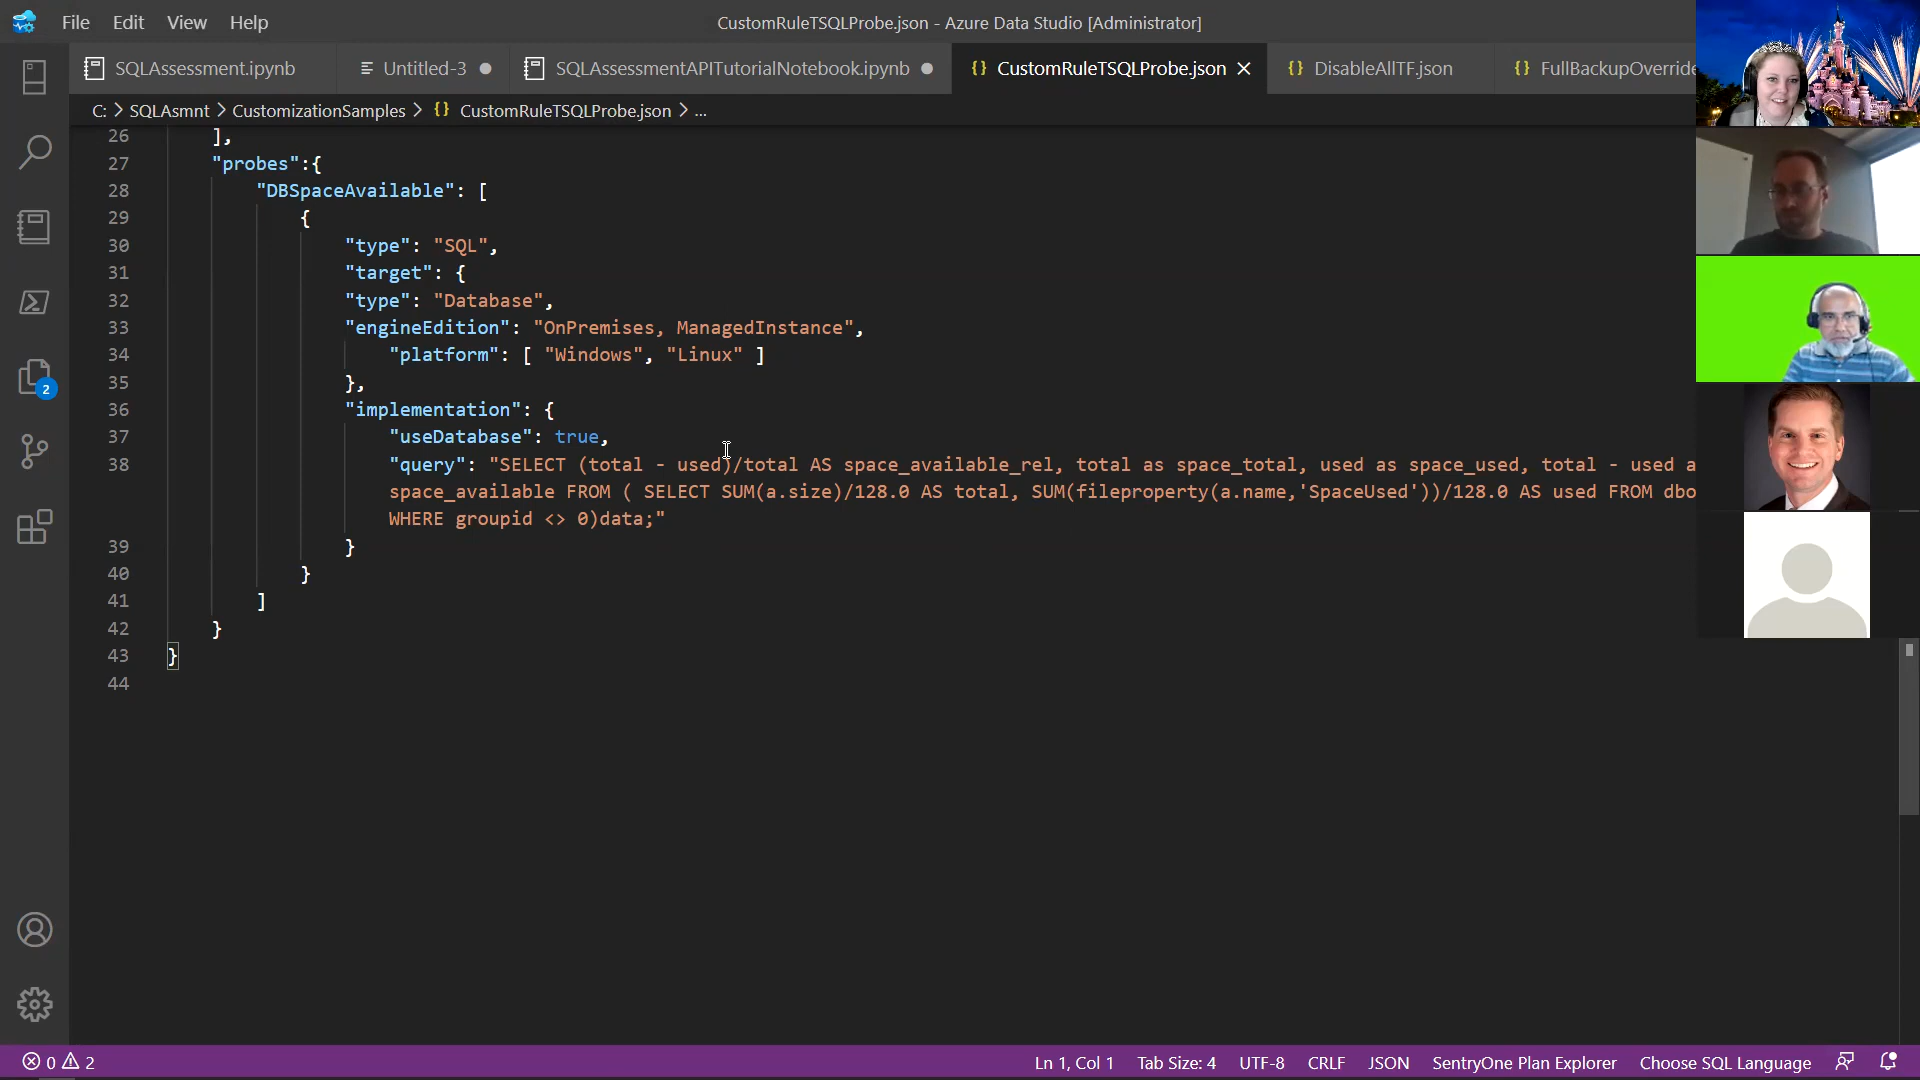 File Edit View Help
CustomRuleTSQLProbe.json - Azure Data Studio [Administrator]
SQLAssessment.ipynb Untitled-3 SQLAssessmentAPITutorialNotebook.ipynb {} CustomRuleTSQLProbe.json {} DisableAllTF.json {} FullBackupOverride
C: > SQLAsmnt > CustomizationSamples > {} CustomRuleTSQLProbe.json > ...
26 ],
27 "probes":{
28 "DBSpaceAvailable": [
29 {
30 "type": "SQL",
31 "target": {
32 "type": "Database",
33 "engineEdition": "OnPremises, ManagedInstance",
34 "platform": [ "Windows", "Linux" ]
35 },
36 "implementation": {
37 "useDatabase": true,
38 "query": "SELECT (total - used)/total AS space_available_rel, total as space_total, used as space_used, total - used a
space_available FROM ( SELECT SUM(a.size)/128.0 AS total, SUM(fileproperty(a.name,'SpaceUsed'))/128.0 AS used FROM dbo
WHERE groupid <> 0)data;"
39 }
40 }
41 ]
42 }
43 }
44
2
0 2 Ln 1, Col 1 Tab Size: 4 UTF-8 CRLF JSON SentryOne Plan Explorer Choose SQL Language